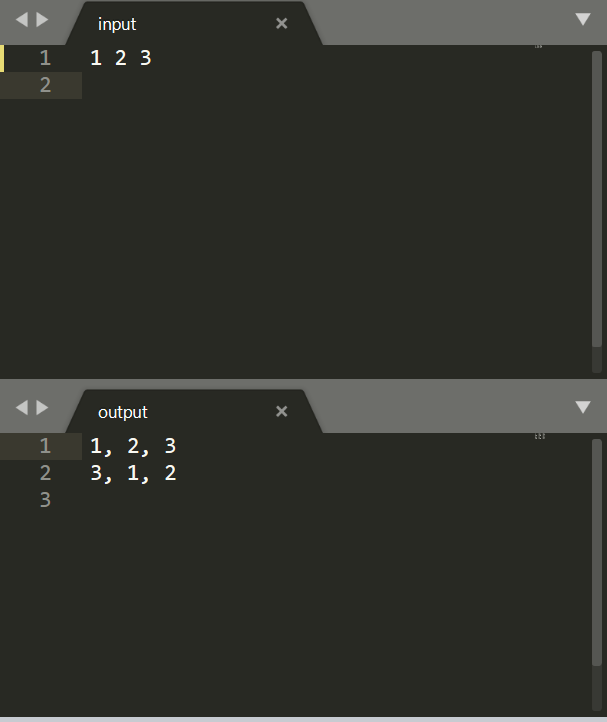 input
1 1 2 3
2
output
1 1, 2, 3
2 3, 1, 2
3